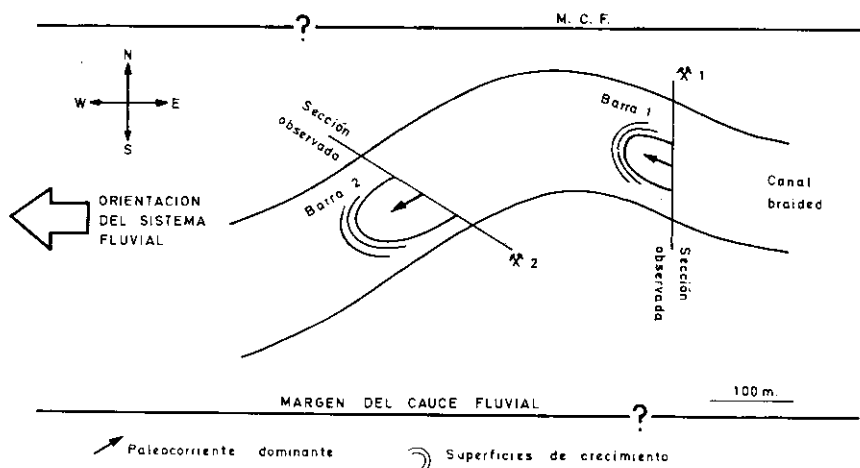 ?
M. C. F.
N
W E
S
1
Barra 1
Sección
observada
Barra 2
ORIENTACION
DEL SISTEMA
FLUVIAL
Canal
braided
2
Sección
observada
100 m.
MARGEN DEL CAUCE FLUVIAL
?
Paleocorriente dominante
Superficies de crecimiento